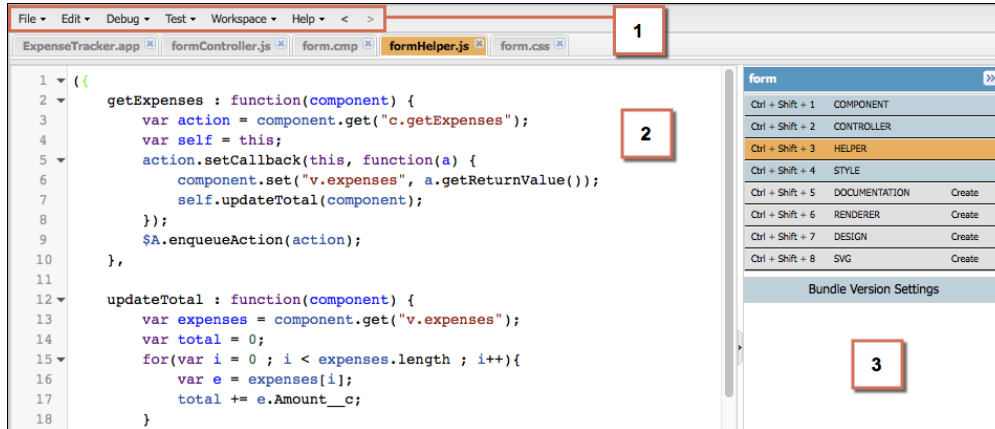 File Edit Debug Test Workspace Help < >
1
ExpenseTracker.app formController.js form.cmp formHelper.js form.css
1 ({
2 getExpenses : function(component) {
3 var action = component.get("c.getExpenses");
4 var self = this;
5 action.setCallback(this, function(a) {
6 component.set("v.expenses", a.getReturnValue());
7 self.updateTotal(component);
8 });
9 $A.enqueueAction(action);
10 },
11
12 updateTotal : function(component) {
13 var expenses = component.get("v.expenses");
14 var total = 0;
15 for(var i = 0 ; i < expenses.length ; i++){
16 var e = expenses[i];
17 total += e.Amount__c;
18 }
2
form
Ctrl + Shift + 1 COMPONENT
Ctrl + Shift + 2 CONTROLLER
Ctrl + Shift + 3 HELPER
Ctrl + Shift + 4 STYLE
Ctrl + Shift + 5 DOCUMENTATION Create
Ctrl + Shift + 6 RENDERER Create
Ctrl + Shift + 7 DESIGN Create
Ctrl + Shift + 8 SVG Create
Bundle Version Settings
3